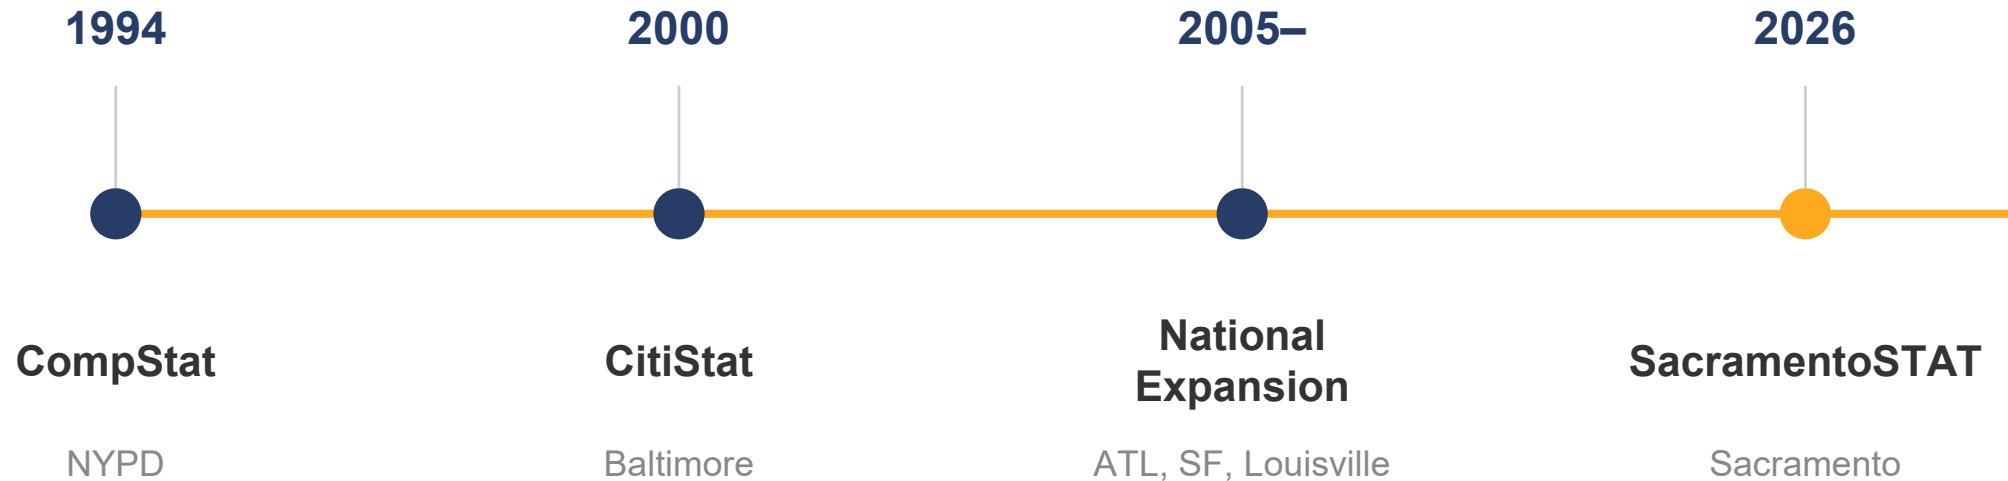 1994
2000
2005–
2026
CompStat
CitiStat
National
Expansion
SacramentoSTAT
NYPD
Baltimore
ATL, SF, Louisville
Sacramento